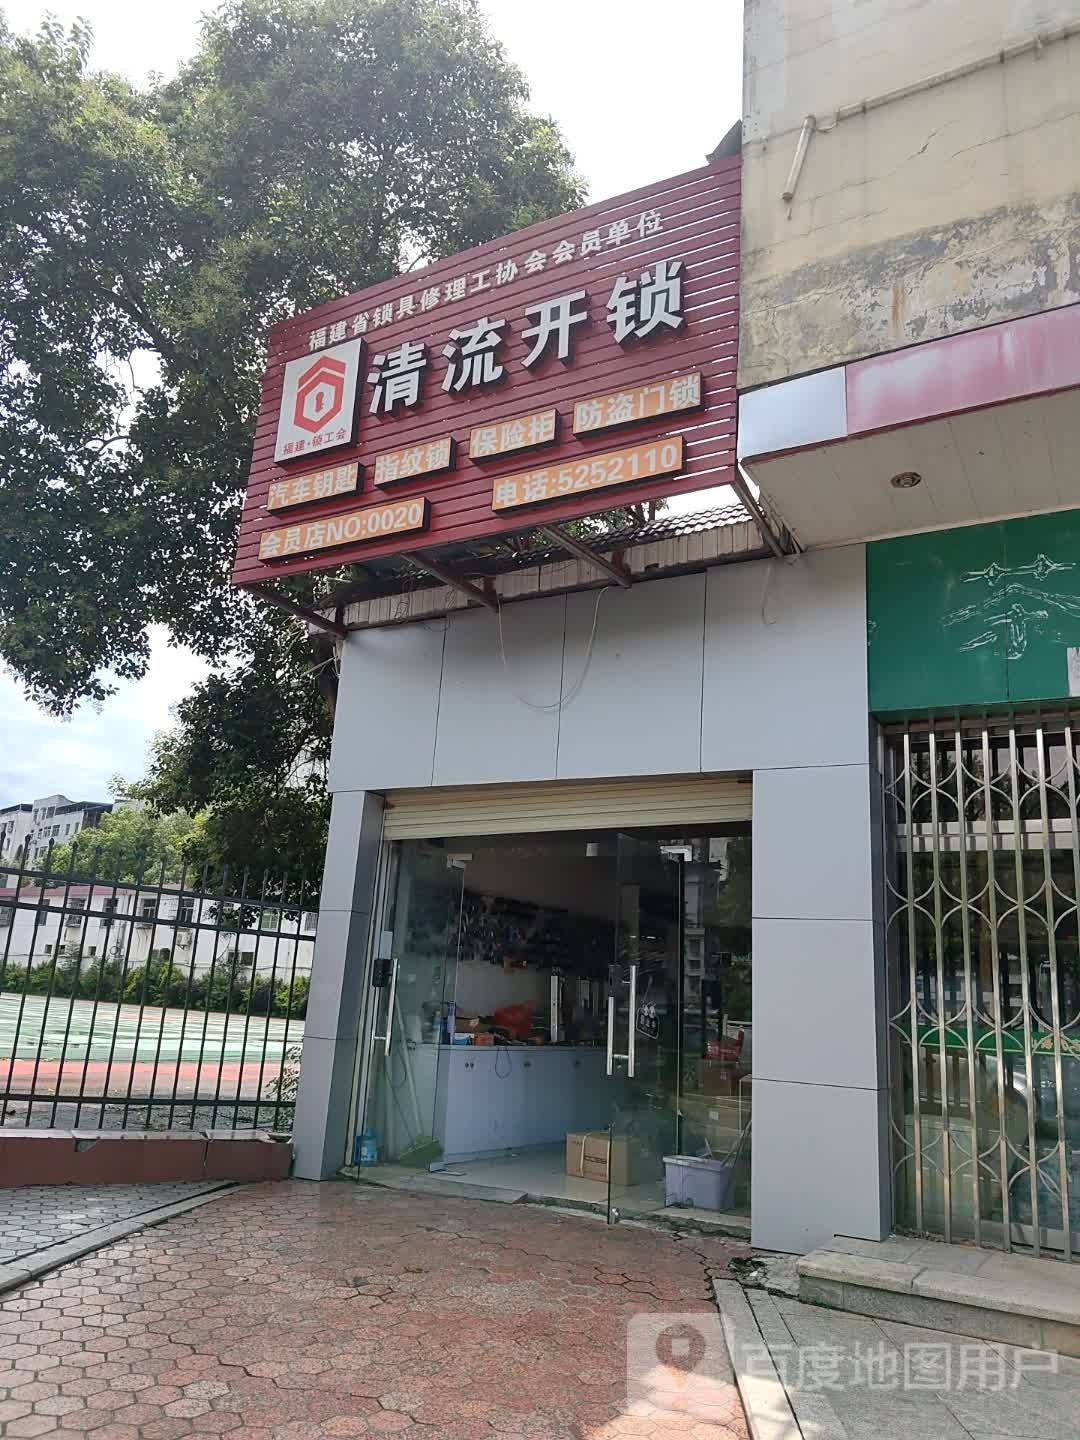 福建省锁具修理工协会会员单位
清流开锁
福建·锁工会
汽车钥匙 指纹锁 保险柜 防盗门锁
会员店NO:0020 电话:5252110
茶
百度地图用户